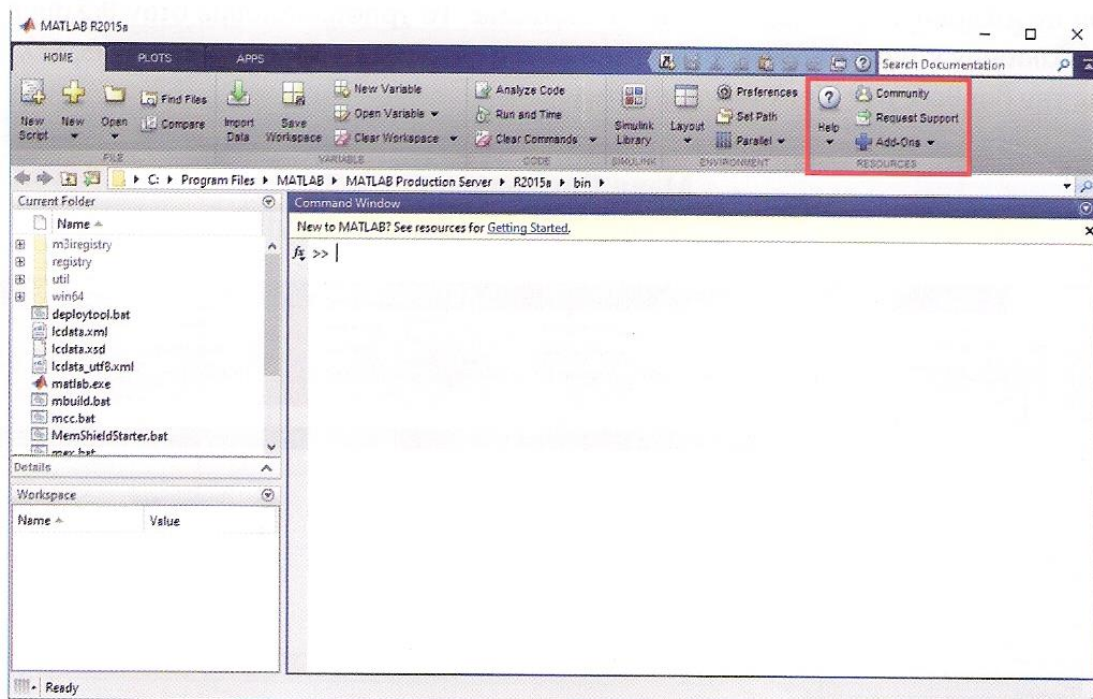 MATLAB R2015a
HOME PLOTS APPS
Search Documentation
New Script
New
Open
Find Files
Compare
FILE
Import Data
Save Workspace
New Variable
Open Variable
Clear Workspace
VARIABLE
Analyze Code
Run and Time
Clear Commands
CODE
Simulink Library
SIMULINK
Layout
Preferences
Set Path
Parallel
ENVIRONMENT
? Help
Community
Request Support
Add-Ons
RESOURCES
C: Program Files MATLAB MATLAB Production Server R2015a bin
Current Folder
Name
m3iregistry
registry
util
win64
deploytool.bat
lcdata.xml
lcdata.xsd
lcdata_utf8.xml
matlab.exe
mbuild.bat
mcc.bat
MemShieldStarter.bat
mex.bat
Details
Workspace
Name Value
Command Window
New to MATLAB? See resources for Getting Started.
fx >>
Ready